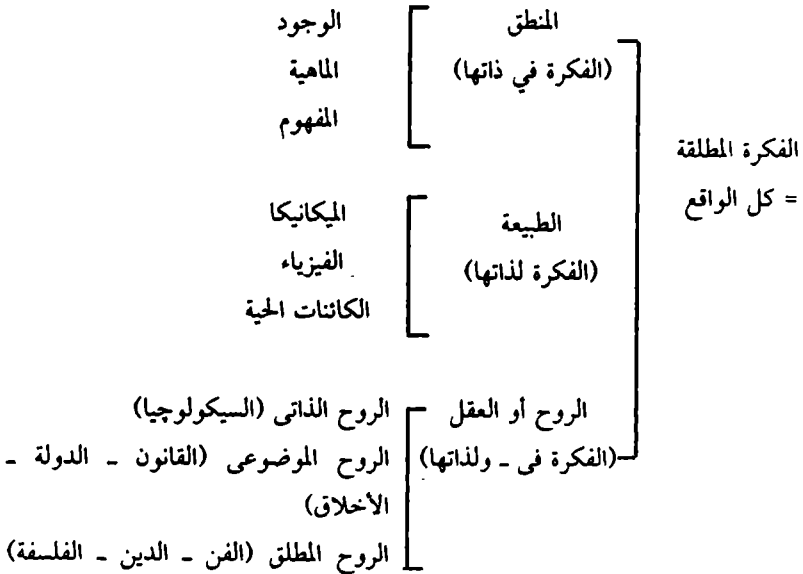 الفكرة المطلقة
= كل الواقع
المنطق
(الفكرة في ذاتها)
الوجود
الماهية
المفهوم
الطبيعة
(الفكرة لذاتها)
الميكانيكا
الفيزياء
الكائنات الحية
الروح أو العقل
(الفكرة فى ـ ولذاتها)
الروح الذاتى (السيكولوچيا)
الروح الموضوعى (القانون ـ الدولة ـ
الأخلاق)
الروح المطلق (الفن ـ الدين ـ الفلسفة)